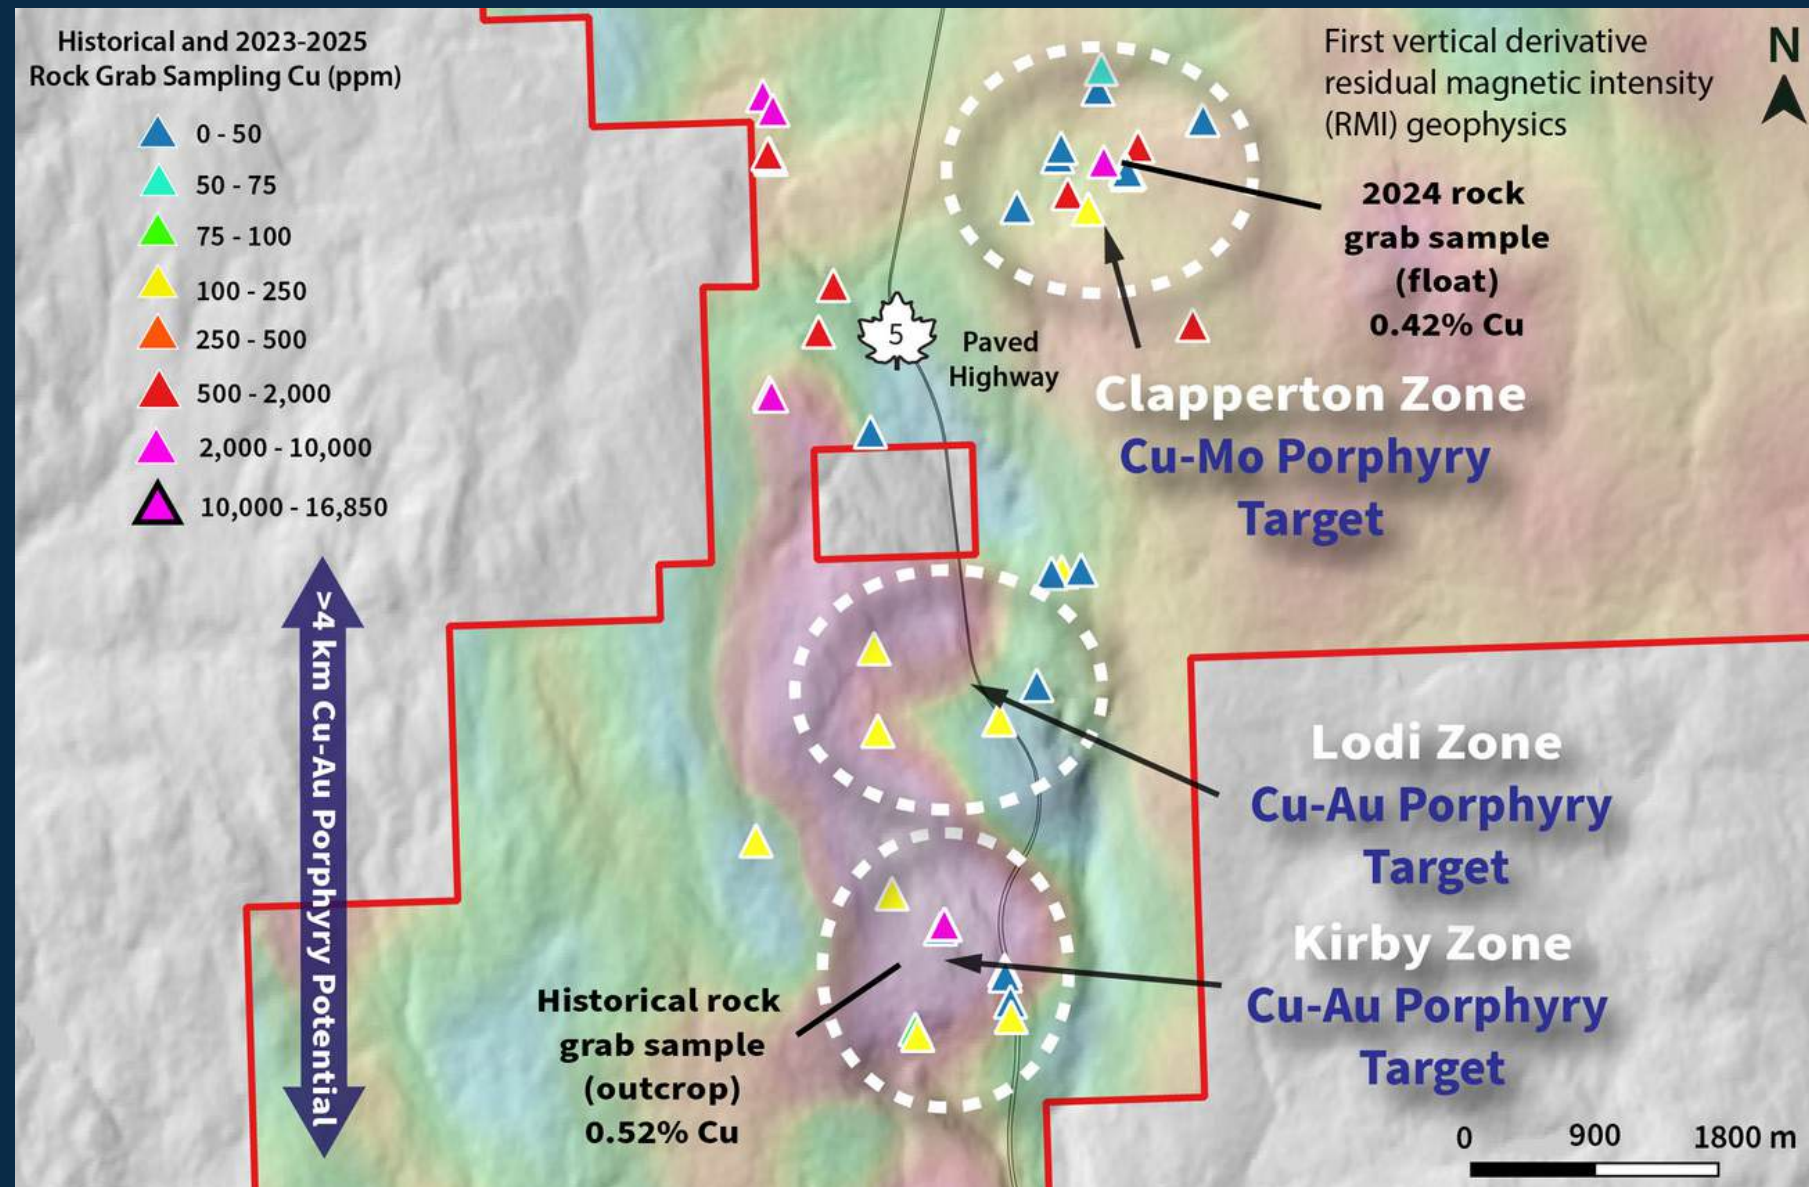 Historical and 2023-2025
Rock Grab Sampling Cu (ppm)
0 - 50
50 - 75
75 - 100
100 - 250
250 - 500
500 - 2,000
2,000 - 10,000
10,000 - 16,850
>4 km Cu-Au Porphyry Potential
First vertical derivative
residual magnetic intensity
(RMI) geophysics
N
2024 rock
grab sample
(float)
0.42% Cu
5
Paved
Highway
Clapperton Zone
Cu-Mo Porphyry
Target
Lodi Zone
Cu-Au Porphyry
Target
Kirby Zone
Cu-Au Porphyry
Target
Historical rock
grab sample
(outcrop)
0.52% Cu
0 900 1800 m